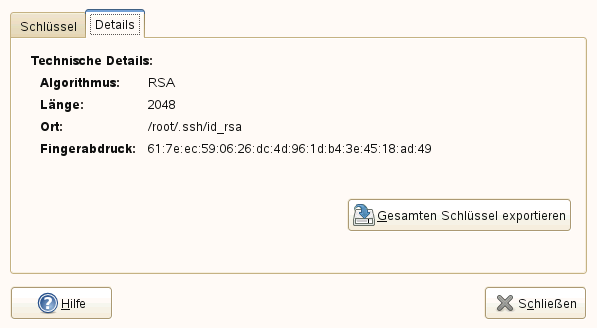 Schlüssel
Details
Technische Details:
Algorithmus: RSA
Länge: 2048
Ort: /root/.ssh/id_rsa
Fingerabdruck: 61:7e:ec:59:06:26:dc:4d:96:1d:b4:3e:45:18:ad:49
Gesamten Schlüssel exportieren
Hilfe
Schließen